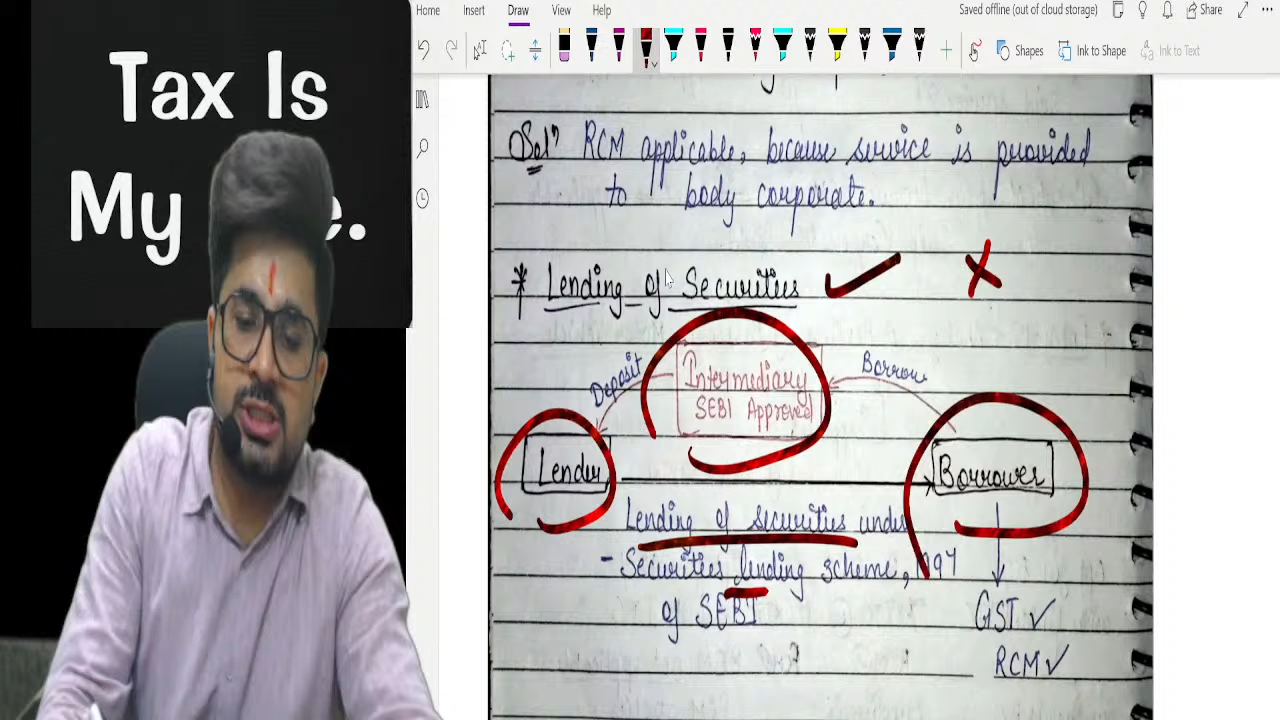 Tax Is
My
Home
Insert
Draw
View
Help
Saved offline (out of cloud storage)
Share
Shapes
Ink to Shape
Ink to Text
Sol" RCM applicable, because service is provided
to body corporate.
* Lending of Securities
Deposit
Intermediary
SEBI Approved
Borrow
Lender
Borrower
Lending of securities under
- Securities lending scheme, 1997
of SEBI
GST ✓
RCM ✓